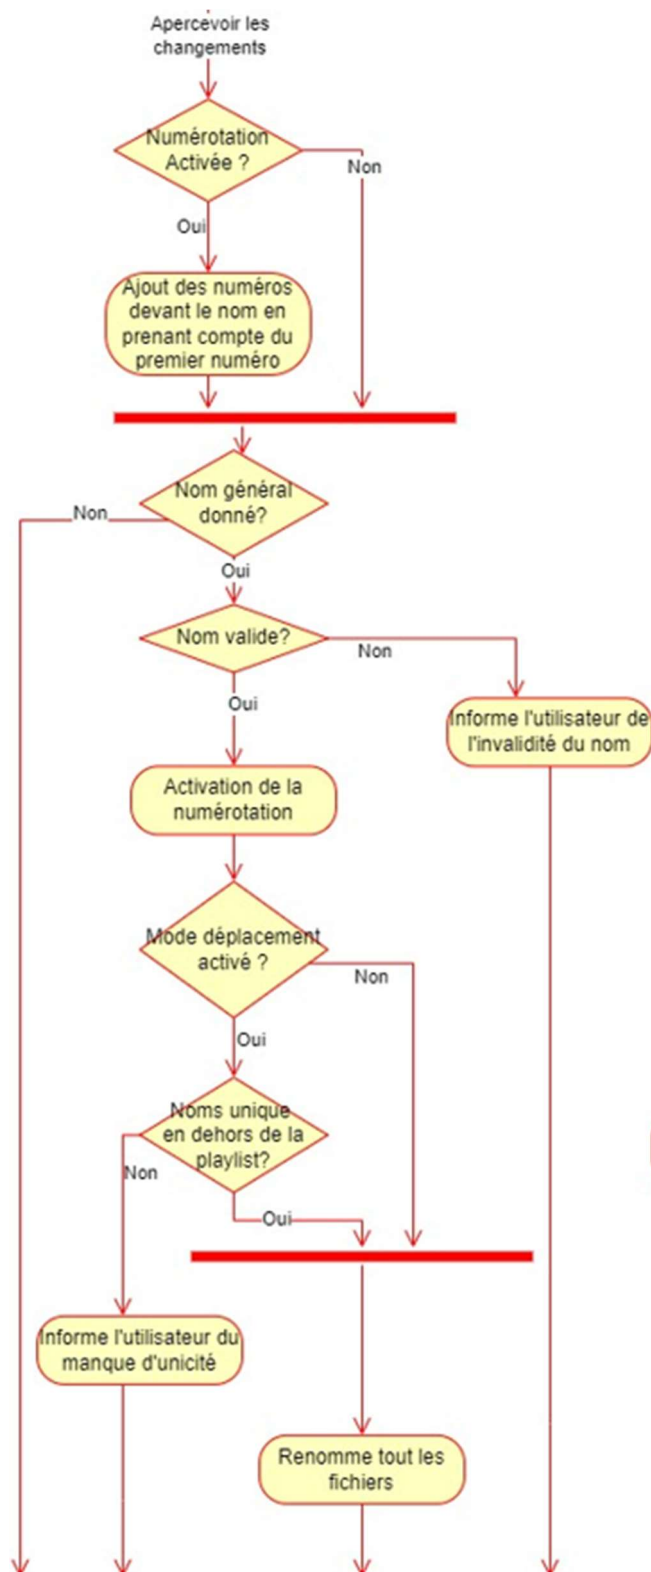 Apercevoir les
changements
Numérotation
Activée ?
Non
Oui
Ajout des numéros
devant le nom en
prenant compte du
premier numéro
Nom général
donné?
Non
Oui
Nom valide?
Non
Oui
Informe l'utilisateur de
l'invalidité du nom
Activation de la
numérotation
Mode déplacement
activé ?
Non
Oui
Noms unique
en dehors de la
playlist?
Non
Oui
Informe l'utilisateur du
manque d'unicité
Renomme tout les
fichiers